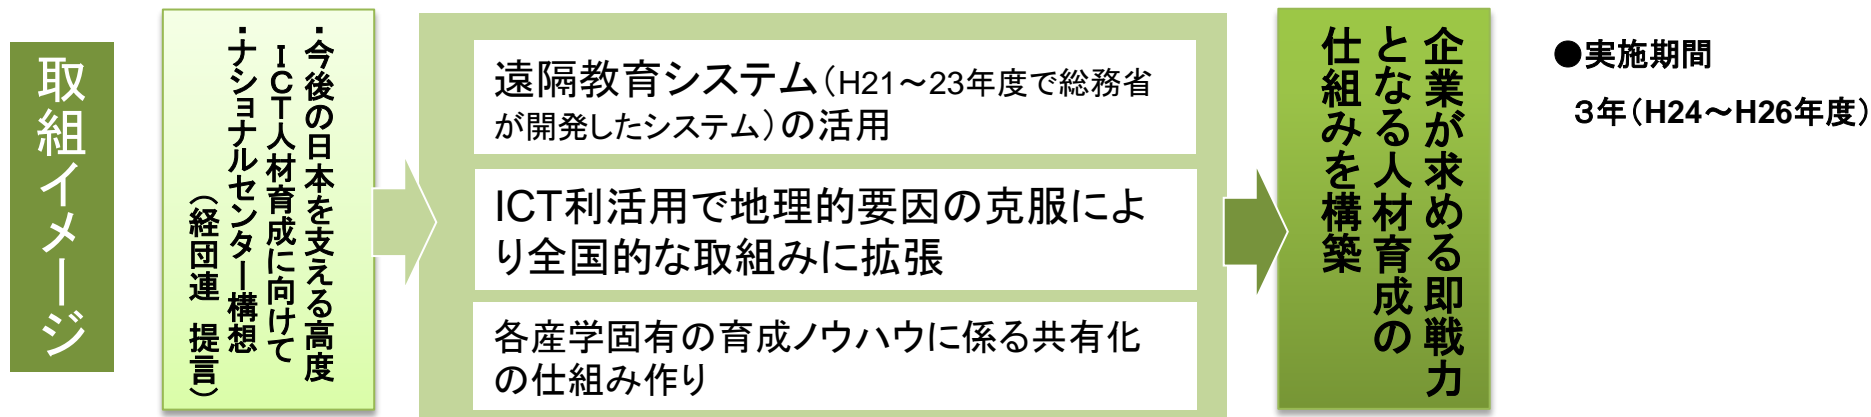 取組イメージ
・今後の日本を支える高度
ICT人材育成に向けて
・ナショナルセンター構想
（経団連　提言）
遠隔教育システム（H21～23年度で総務省
が開発したシステム）の活用
ICT利活用で地理的要因の克服によ
り全国的な取組みに拡張
各産学固有の育成ノウハウに係る共有化
の仕組み作り
企業が求める即戦力
となる人材育成の
仕組みを構築
●実施期間
３年（H24～H26年度）